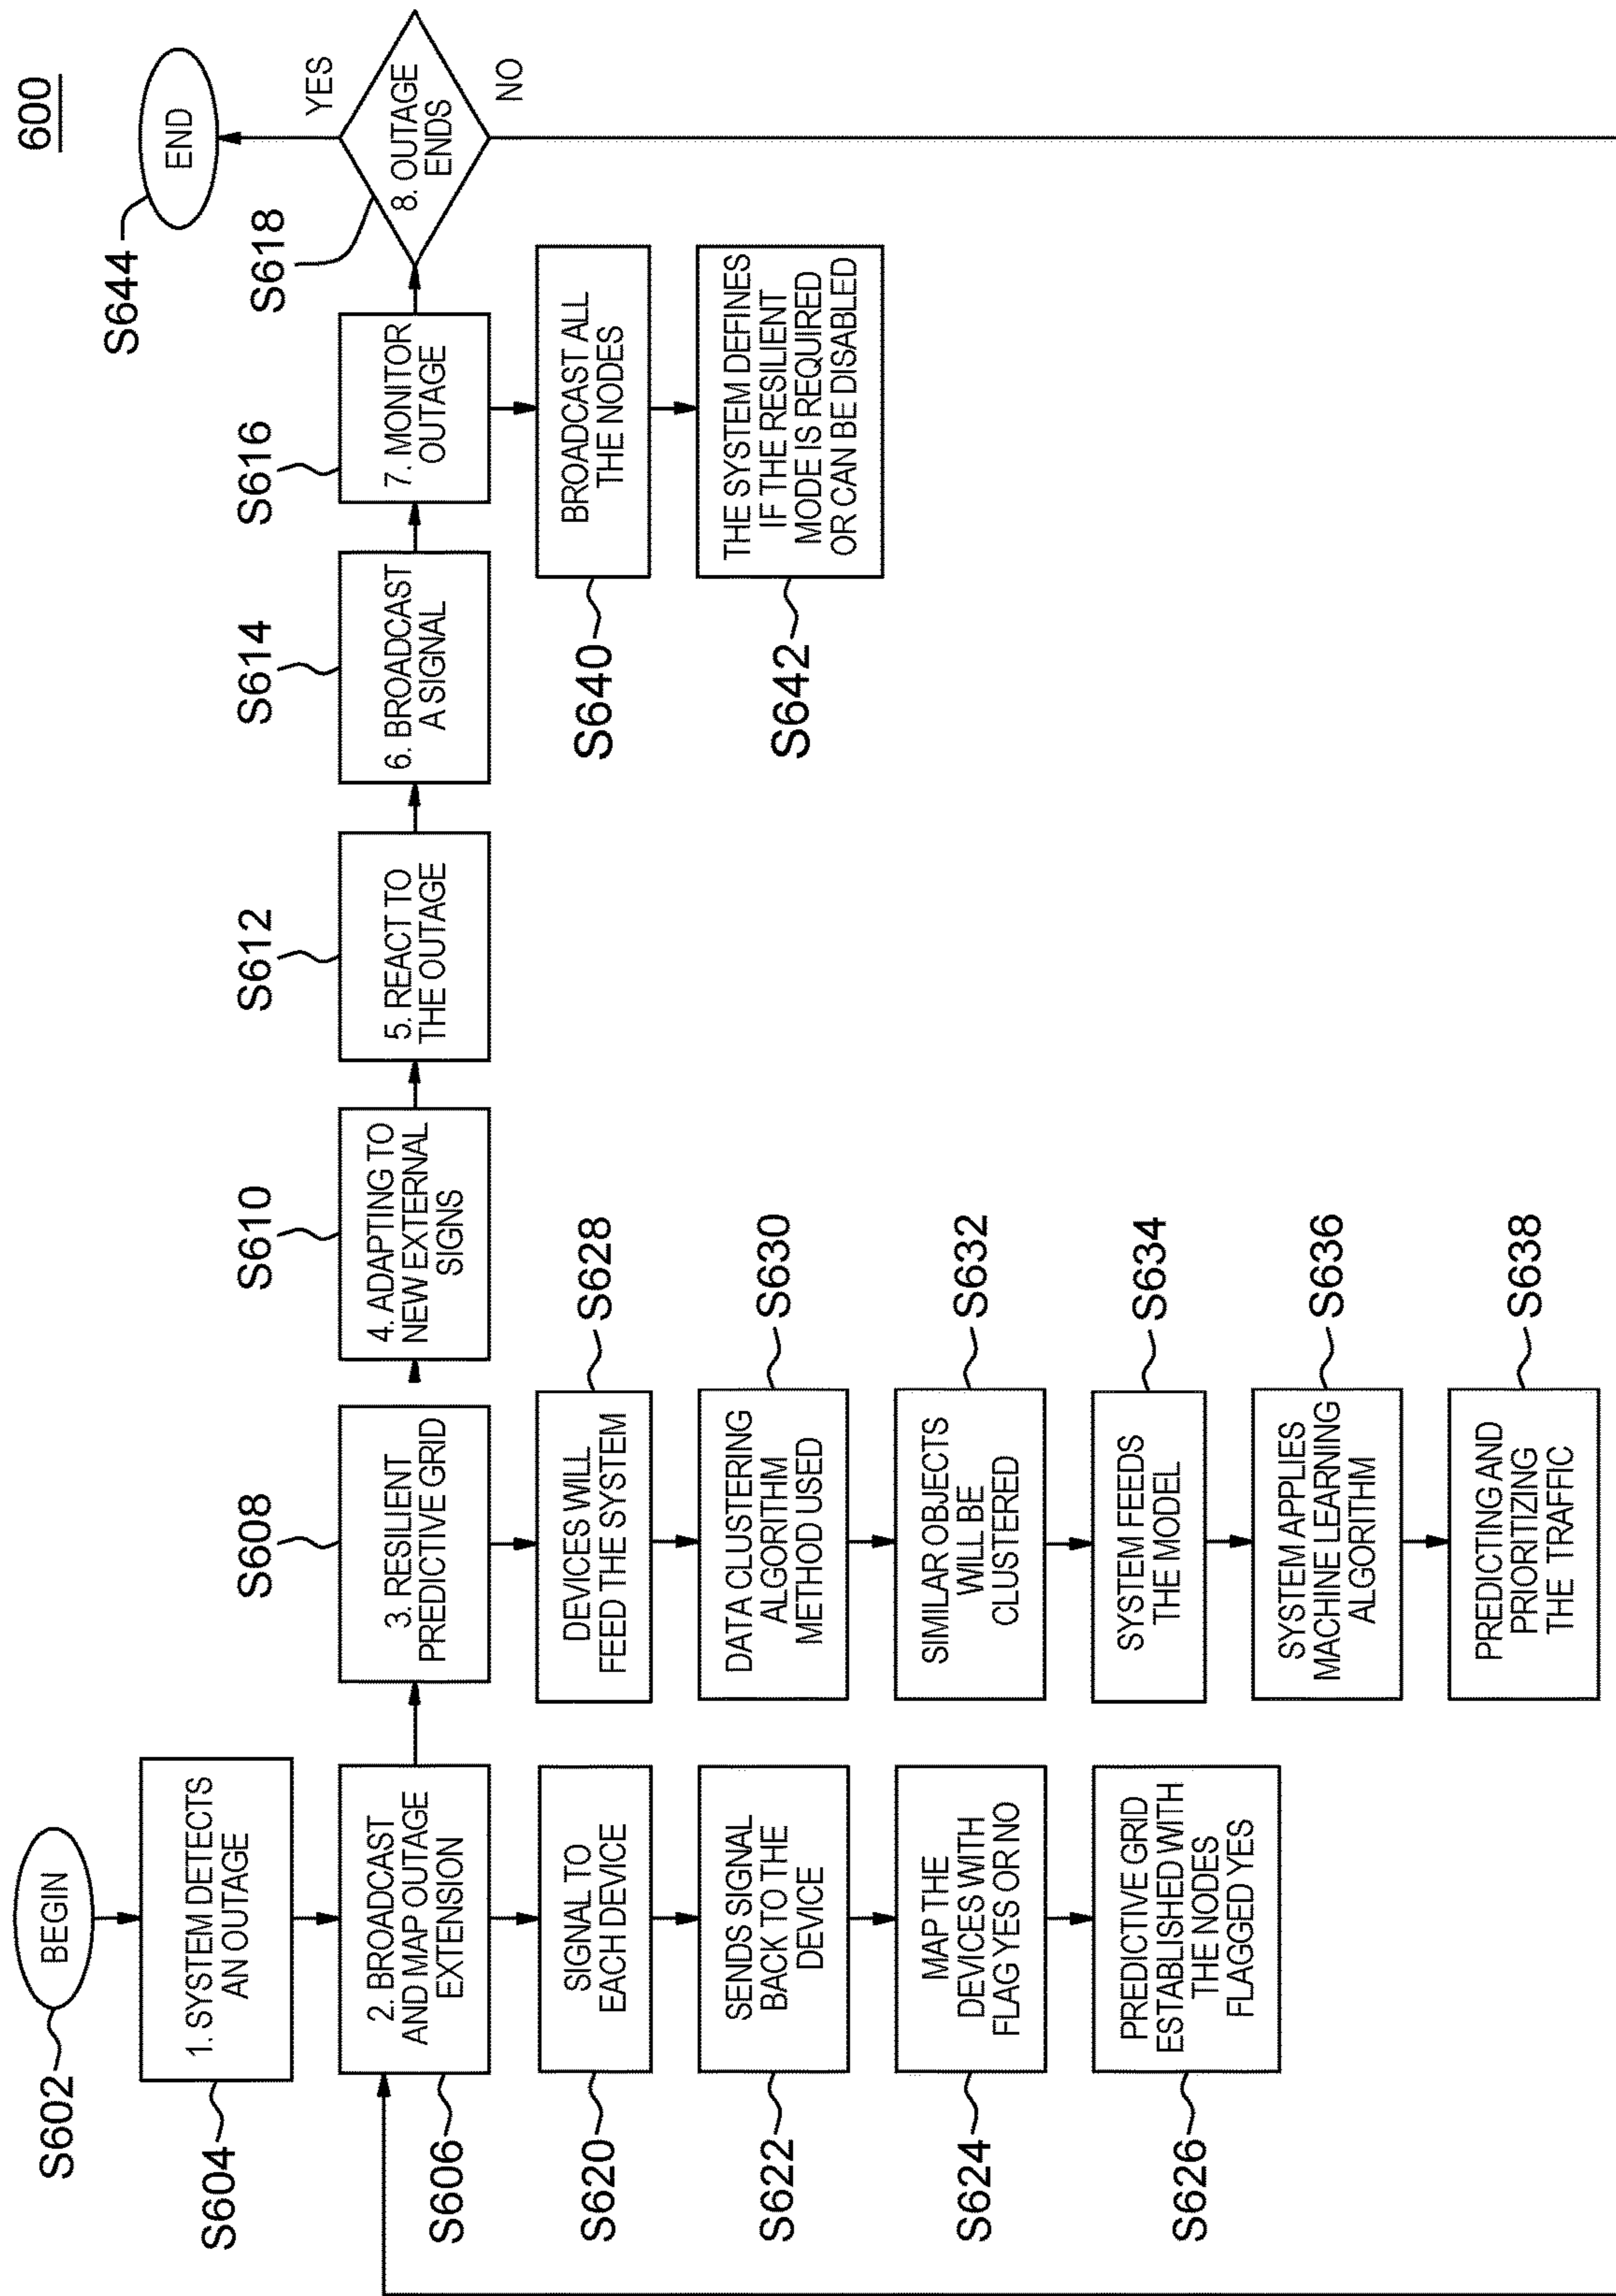 600
S602
BEGIN
S604
1. SYSTEM DETECTS
AN OUTAGE
S606
2. BROADCAST
AND MAP OUTAGE
EXTENSION
S608
3. RESILIENT
PREDICTIVE GRID
S610
4. ADAPTING TO
NEW EXTERNAL
SIGNS
S612
5. REACT TO
THE OUTAGE
S614
6. BROADCAST
A SIGNAL
S616
7. MONITOR
OUTAGE
S618
8. OUTAGE
ENDS
YES
NO
S644
END
S620
SIGNAL TO
EACH DEVICE
S622
SENDS SIGNAL
BACK TO THE
DEVICE
S624
MAP THE
DEVICES WITH
FLAG YES OR NO
S626
PREDICTIVE GRID
ESTABLISHED WITH
THE NODES
FLAGGED YES
S628
DEVICES WILL
FEED THE SYSTEM
S630
DATA CLUSTERING
ALGORITHM
METHOD USED
S632
SIMILAR OBJECTS
WILL BE
CLUSTERED
S634
SYSTEM FEEDS
THE MODEL
S636
SYSTEM APPLIES
MACHINE LEARNING
ALGORITHM
S638
PREDICTING AND
PRIORITIZING
THE TRAFFIC
S640
BROADCAST ALL
THE NODES
S642
THE SYSTEM DEFINES
IF THE RESILIENT
MODE IS REQUIRED
OR CAN BE DISABLED